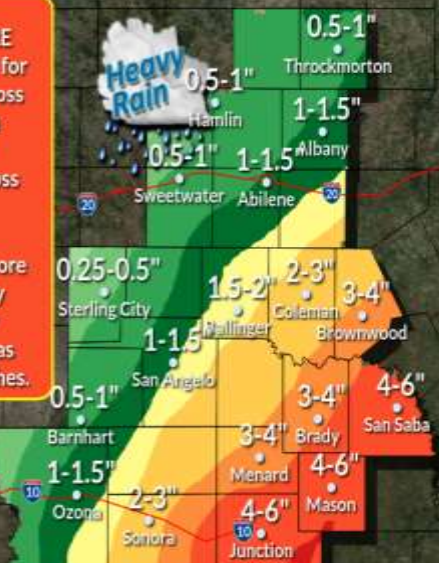 E
for
oss
ss
ore
y
as
nes.
Heavy
Rain
0.5-1"
Throckmorton
0.5-1"
Hamlin
1-1.5"
Albany
0.5-1"
Sweetwater
1-1.5"
Abilene
20
20
0.25-0.5"
Sterling City
1.5-2"
Ballinger
2-3"
Coleman
3-4"
Brownwood
1-1.5"
San Angelo
0.5-1"
Barnhart
3-4"
Brady
4-6"
San Saba
3-4"
Menard
4-6"
Mason
1-1.5"
Ozona
10
2-3"
Sonora
4-6"
10
Junction